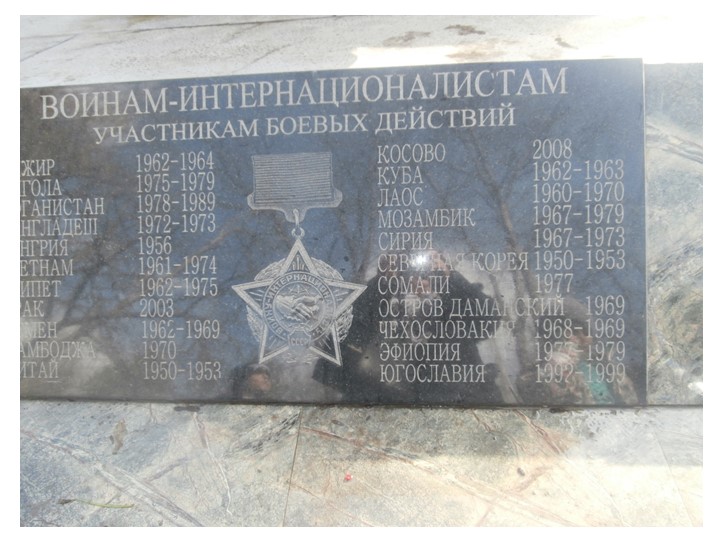 ВОИНАМ-ИНТЕРНАЦИОНАЛИСТАМ
УЧАСТНИКАМ БОЕВЫХ ДЕЙСТВИЙ
ЖИР 1962-1964
ГОЛА 1975-1979
ГАНИСТАН 1978-1989
НГЛАДЕШ 1972-1973
НГРИЯ 1956
ЕТНАМ 1961-1974
ИПЕТ 1962-1975
АК 2003
МЕН 1962-1969
АМБОДЖА 1970
ИТАЙ 1950-1953
КОСОВО 2008
КУБА 1962-1963
ЛАОС 1960-1970
МОЗАМБИК 1967-1979
СИРИЯ 1967-1973
СЕВЕРНАЯ КОРЕЯ 1950-1953
СОМАЛИ 1977
ОСТРОВ ДАМАНСКИЙ 1969
ЧЕХОСЛОВАКИЯ 1968-1969
ЭФИОПИЯ 1977-1979
ЮГОСЛАВИЯ 1992-1999